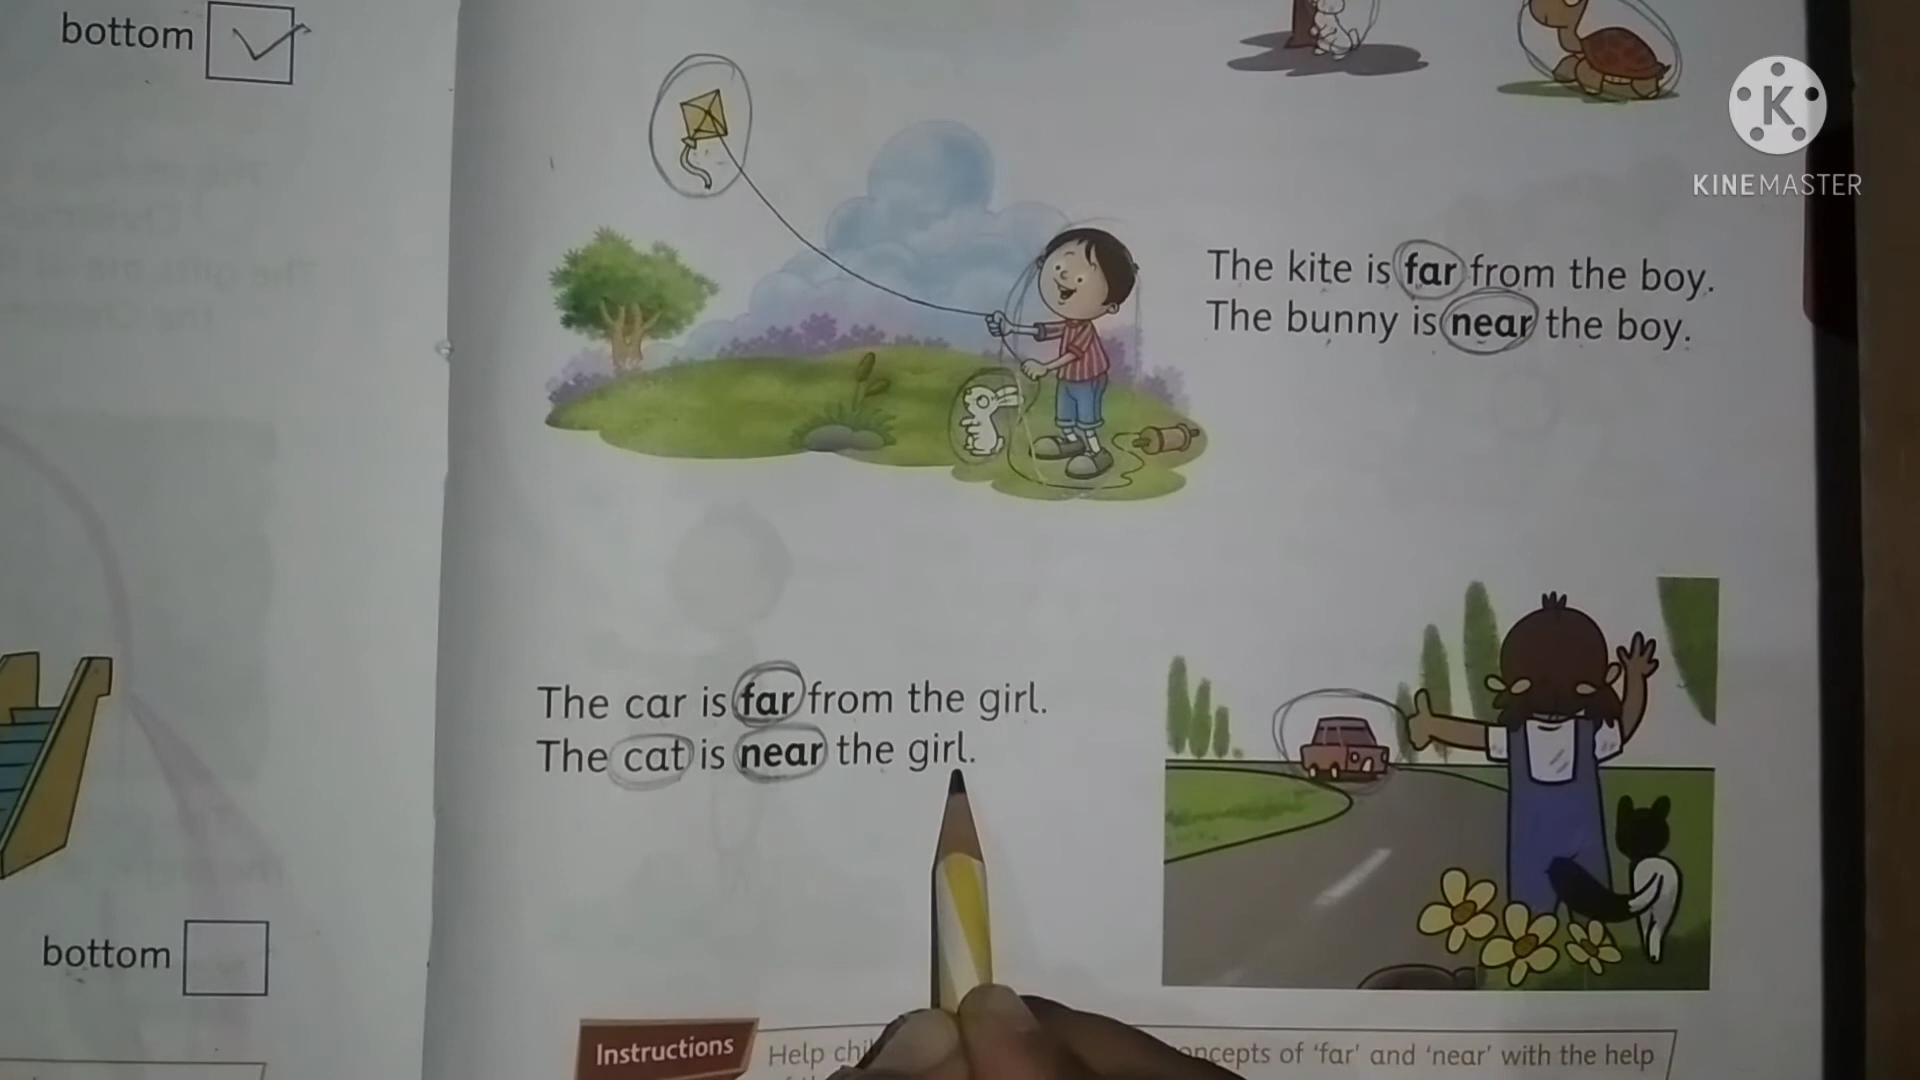 bottom
KINEMASTER
The kite is far from the boy.
The bunny is near the boy.
The car is far from the girl.
The cat is near the girl.
bottom
Instructions
Help of 'far' and 'near' with the help